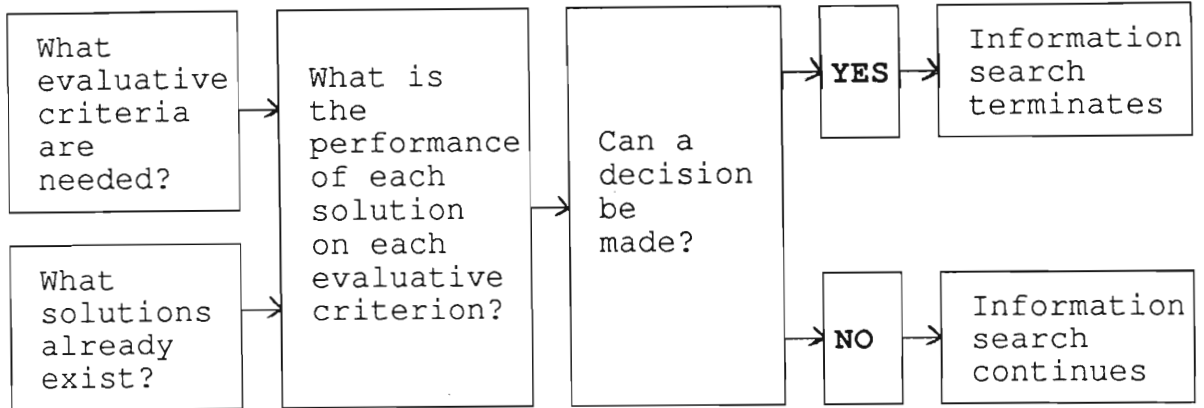 What
evaluative
criteria
are
needed?
What
solutions
already
exist?
What is
the
performance
of each
solution
on each
evaluative
criterion?
Can a
decision
be
made?
YES
Information
search
terminates
NO
Information
search
continues